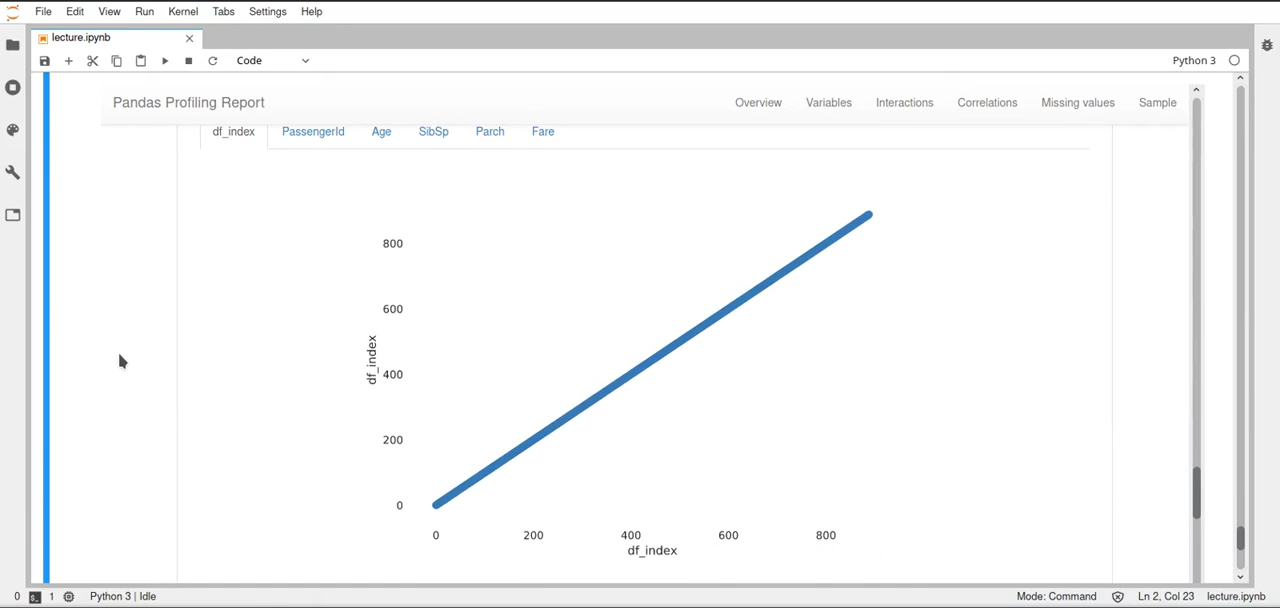 File Edit View Run Kernel Tabs Settings Help
lecture.ipynb
Code
Python 3
Pandas Profiling Report
Overview Variables Interactions Correlations Missing values Sample
df_index PassengerId Age SibSp Parch Fare
800
600
400
200
0
df_index
0 200 400 600 800
df_index
0 1 Python 3 | Idle
Mode: Command Ln 2, Col 23 lecture.ipynb